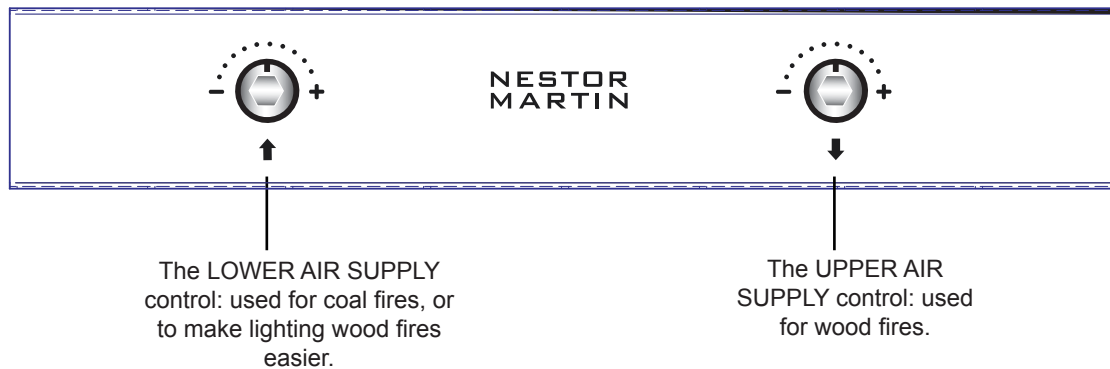 – +
NESTOR
MARTIN
– +
The LOWER AIR SUPPLY
control: used for coal fires, or
to make lighting wood fires
easier.
The UPPER AIR
SUPPLY control: used
for wood fires.